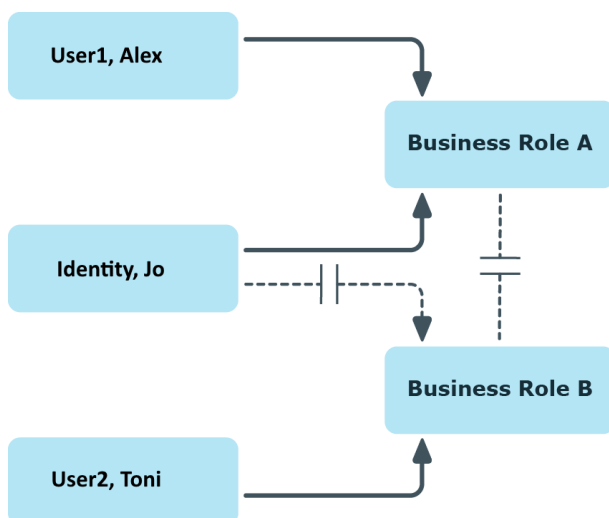 User1, Alex
Business Role A
Identity, Jo
Business Role B
User2, Toni